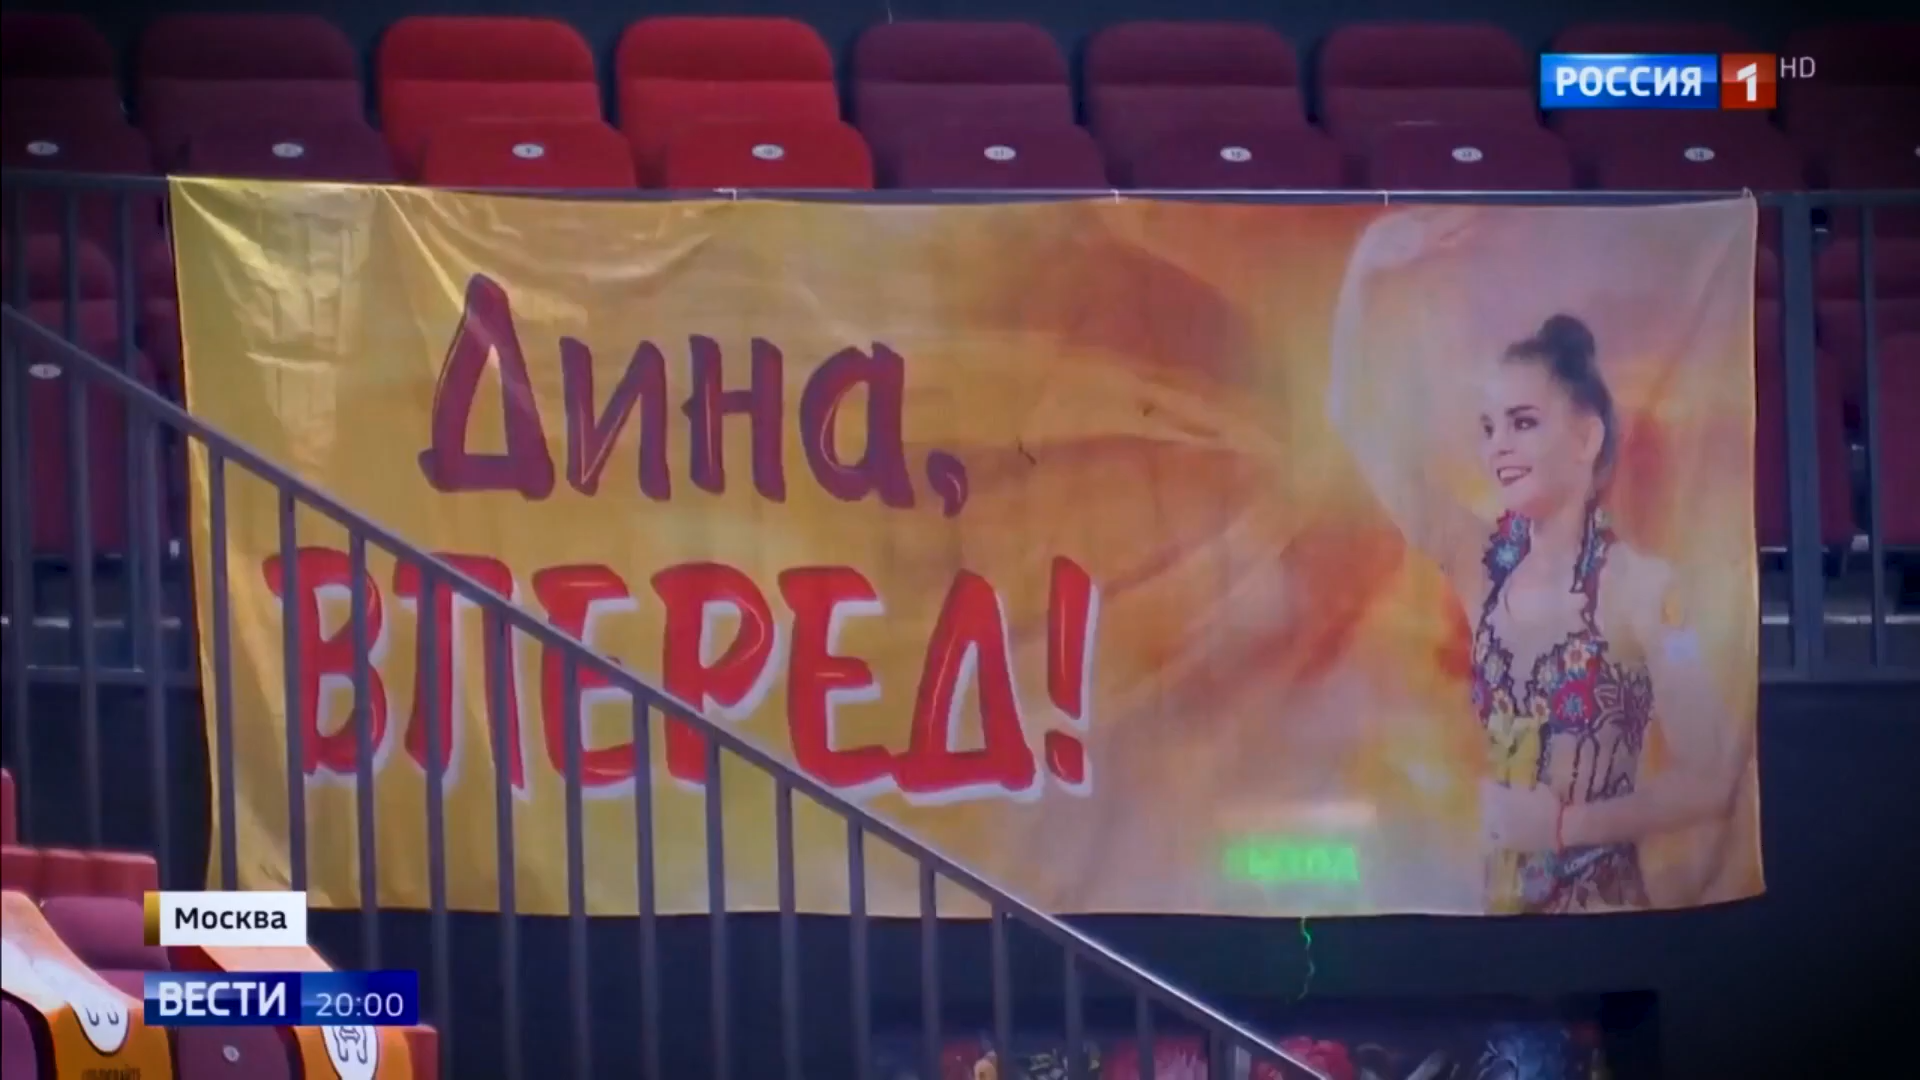 РОССИЯ 1 HD
Дина,
ВПЕРЕД!
Москва
ВЕСТИ 20:00